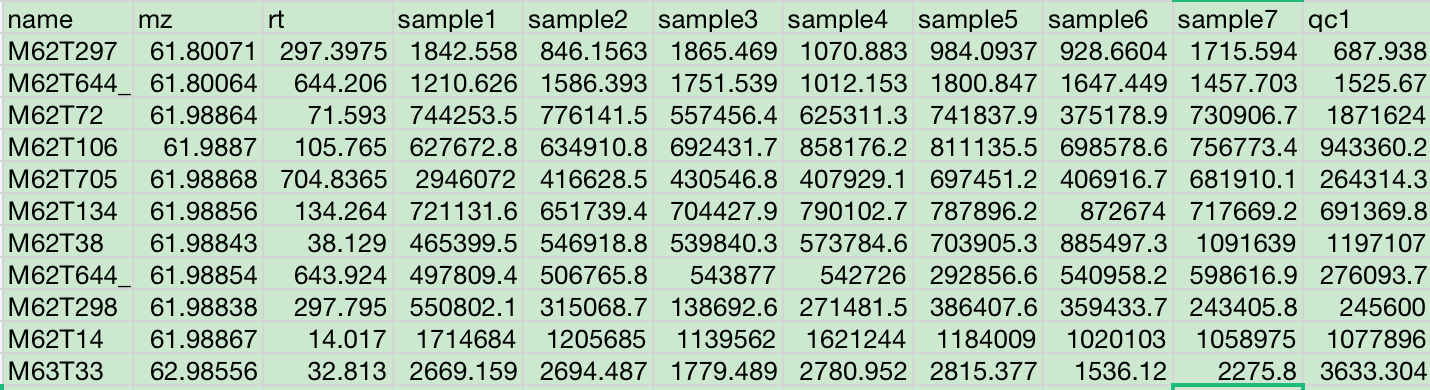 name mz rt sample1 sample2 sample3 sample4 sample5 sample6 sample7 qc1
M62T297 61.80071 297.3975 1842.558 846.1563 1865.469 1070.883 984.0937 928.6604 1715.594 687.938
M62T644_ 61.80064 644.206 1210.626 1586.393 1751.539 1012.153 1800.847 1647.449 1457.703 1525.67
M62T72 61.98864 71.593 744253.5 776141.5 557456.4 625311.3 741837.9 375178.9 730906.7 1871624
M62T106 61.9887 105.765 627672.8 634910.8 692431.7 858176.2 811135.5 698578.6 756773.4 943360.2
M62T705 61.98868 704.8365 2946072 416628.5 430546.8 407929.1 697451.2 406916.7 681910.1 264314.3
M62T134 61.98856 134.264 721131.6 651739.4 704427.9 790102.7 787896.2 872674 717669.2 691369.8
M62T38 61.98843 38.129 465399.5 546918.8 539840.3 573784.6 703905.3 885497.3 1091639 1197107
M62T644_ 61.98854 643.924 497809.4 506765.8 543877 542726 292856.6 540958.2 598616.9 276093.7
M62T298 61.98838 297.795 550802.1 315068.7 138692.6 271481.5 386407.6 359433.7 243405.8 245600
M62T14 61.98867 14.017 1714684 1205685 1139562 1621244 1184009 1020103 1058975 1077896
M63T33 62.98556 32.813 2669.159 2694.487 1779.489 2780.952 2815.377 1536.12 2275.8 3633.304